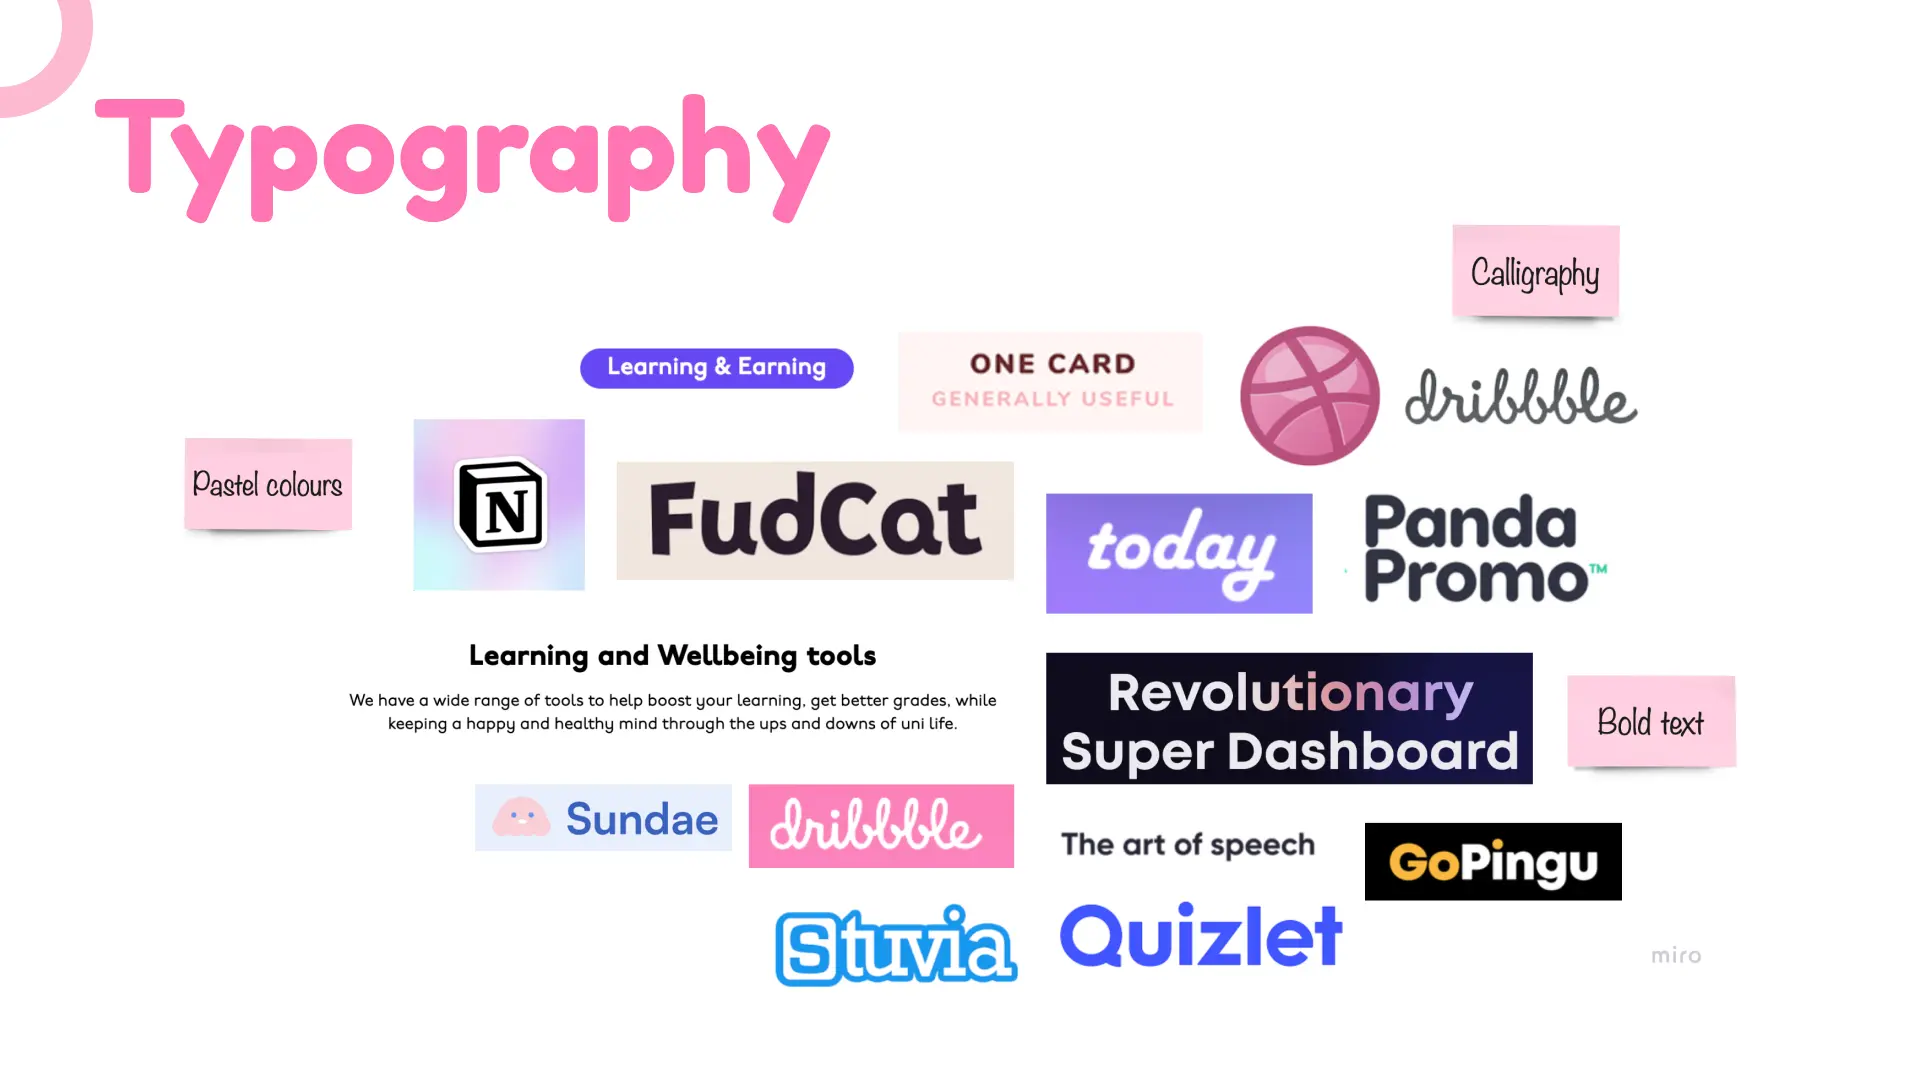 Typography
Calligraphy
Learning & Earning
ONE CARD
GENERALLY USEFUL
dribbble
Pastel colours
N
FudCat
today
Panda
Promo™
Learning and Wellbeing tools
We have a wide range of tools to help boost your learning, get better grades, while
keeping a happy and healthy mind through the ups and downs of uni life.
Revolutionary
Super Dashboard
Bold text
Sundae
dribbble
The art of speech
GoPingu
Stuvia
Quizlet
miro